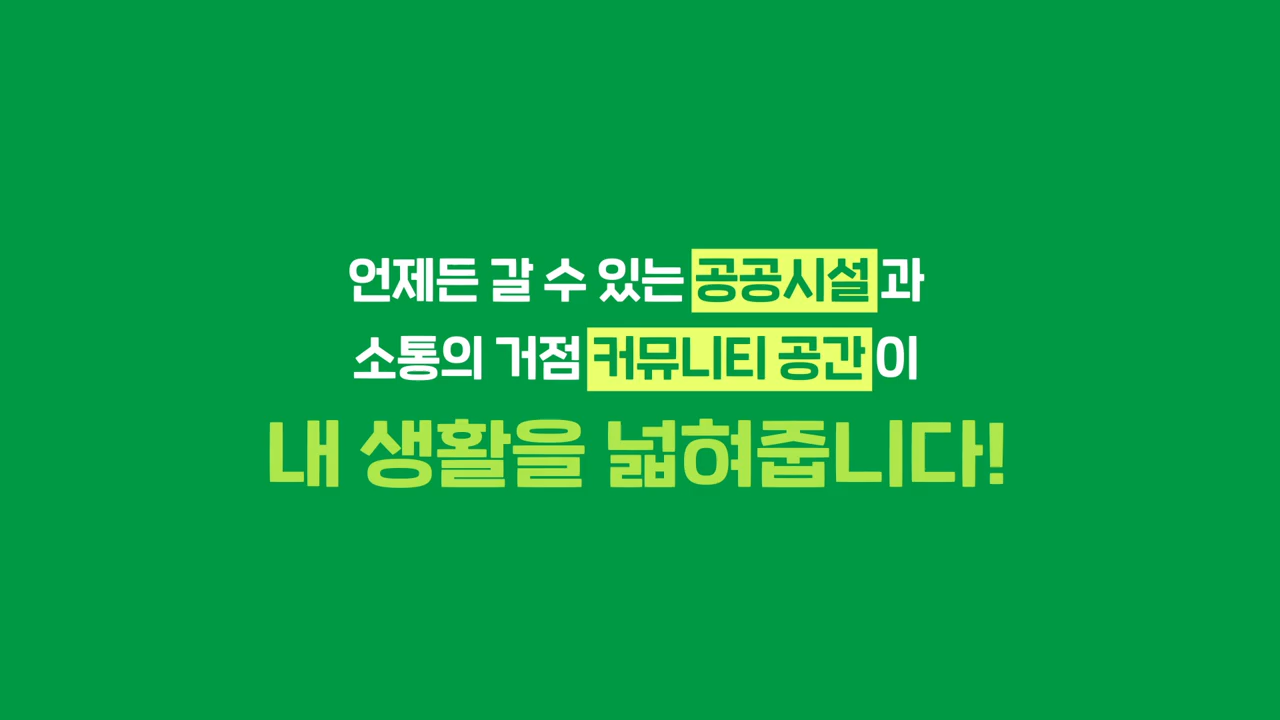 언제든 갈 수 있는 공공시설과
소통의 거점 커뮤니티 공간이
내 생활을 넓혀줍니다!